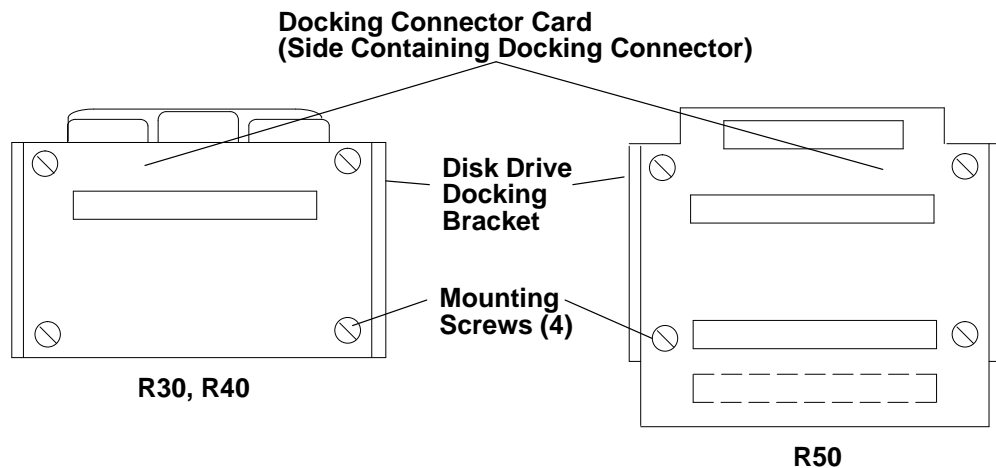 Docking Connector Card
(Side Containing Docking Connector)
Disk Drive
Docking
Bracket
Mounting
Screws (4)
R30, R40
R50